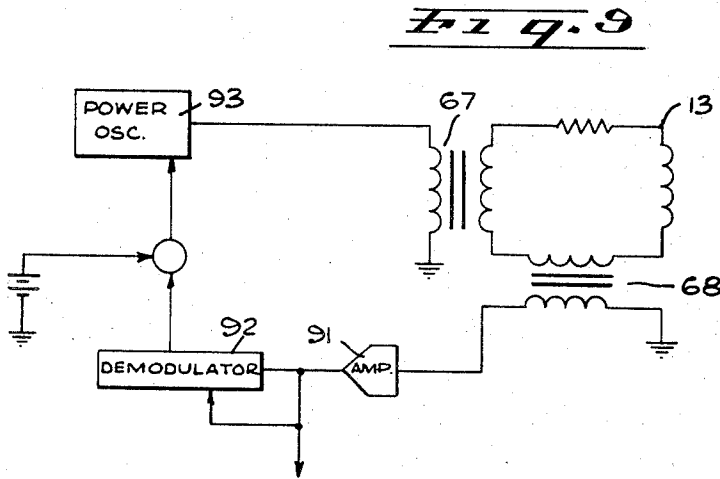 Fig. 9
POWER
OSC.
93
67
13
68
92
DEMODULATOR
91
AMP.